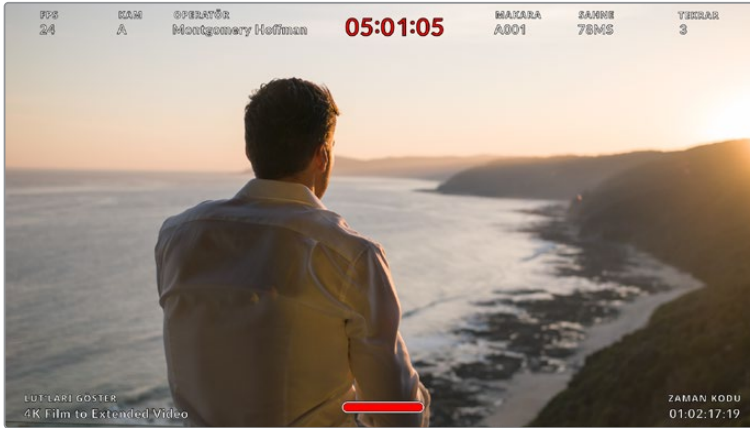 FPS
24
KAM
A
OPERATÖR
Montgomery Hoffman
05:01:05
MAKARA
A001
SAHNE
78MS
TEKRAR
3
LUT'LARI GÖSTER
4K Film to Extended Video
ZAMAN KODU
01:02:17:19